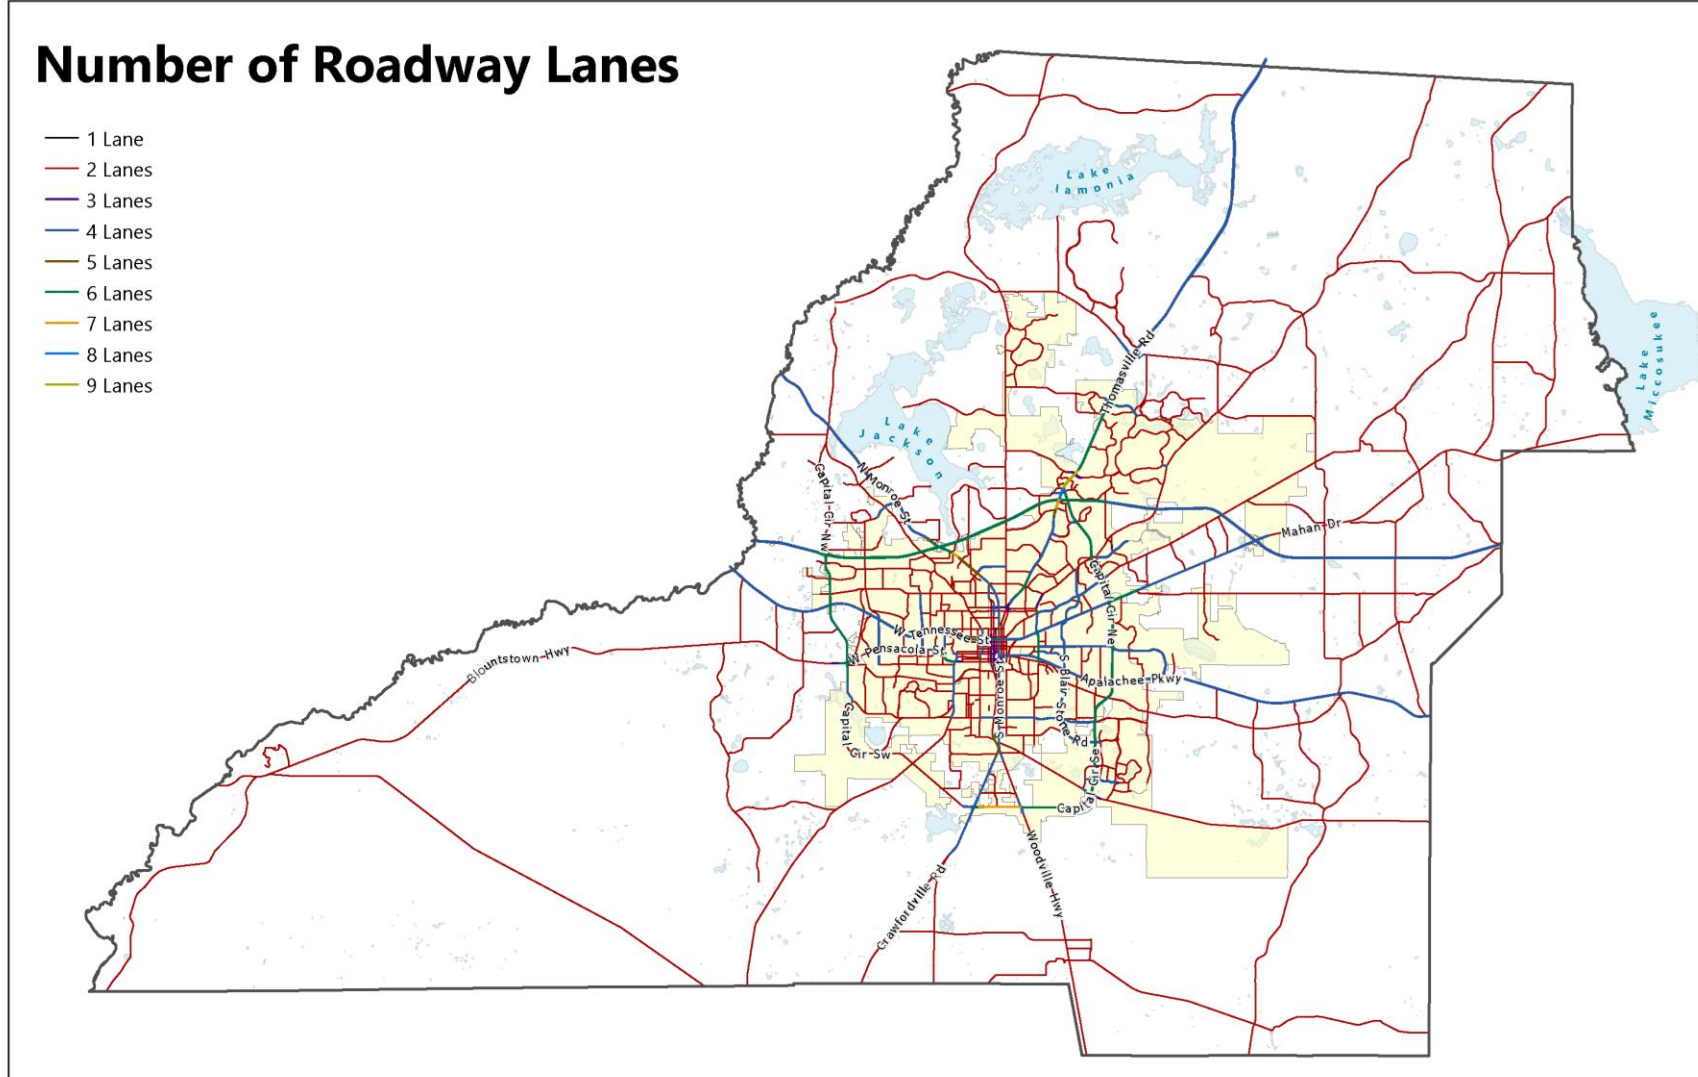 Number of Roadway Lanes
1 Lane
2 Lanes
3 Lanes
4 Lanes
5 Lanes
6 Lanes
7 Lanes
8 Lanes
9 Lanes
Lake
Iamonia
Lake
Miccosukee
Thomasville Rd
Lake
Jackson
N Monroe St
Capital Cir NW
Mahan Dr
Capital Cir NE
W Tennessee St
W Pensacola St
Blountstown Hwy
S Monroe St
S Blair Stone Rd
Apalachee Pkwy
Capital Cir SW
Capital Cir SE
Woodville Hwy
Crawfordville Rd